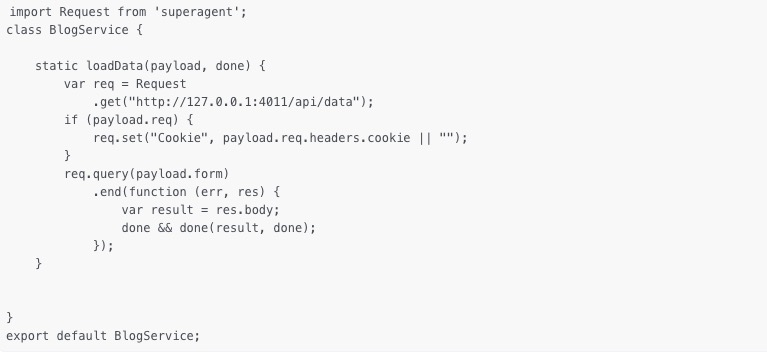 import Request from 'superagent';
class BlogService {
    static loadData(payload, done) {
        var req = Request
            .get("http://127.0.0.1:4011/api/data");
        if (payload.req) {
            req.set("Cookie", payload.req.headers.cookie || "");
        }
        req.query(payload.form)
            .end(function (err, res) {
                var result = res.body;
                done && done(result, done);
            });
    }
}
export default BlogService;